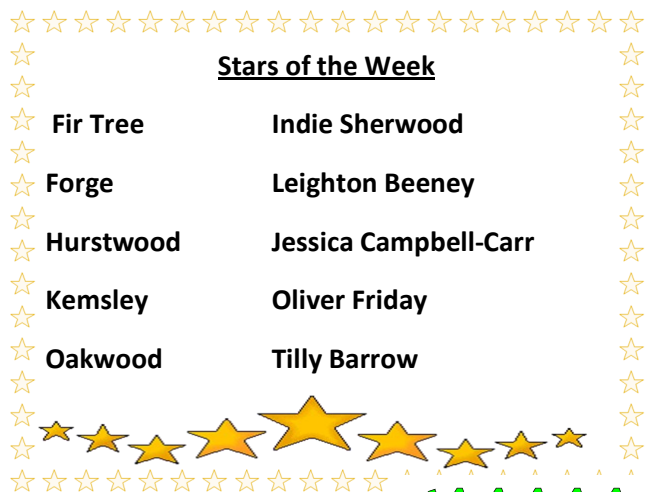 Stars of the Week
Fir Tree Indie Sherwood
Forge Leighton Beeney
Hurstwood Jessica Campbell-Carr
Kemsley Oliver Friday
Oakwood Tilly Barrow